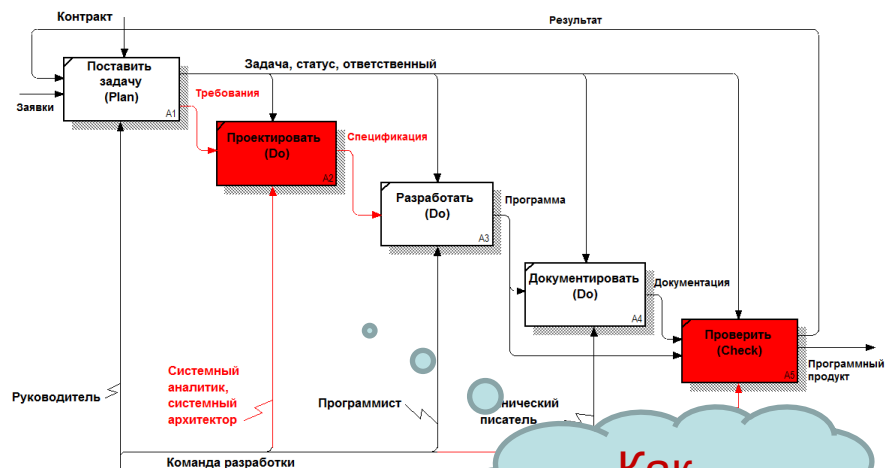 Контракт
Результат
Поставить
задачу
(Plan)
A1
Задача, статус, ответственный
Заявки
Требования
Проектировать
(Do)
A2
Спецификация
Разработать
(Do)
A3
Программа
Документировать
(Do)
A4
Документация
Проверить
(Check)
A5
Программный
продукт
Руководитель
Системный
аналитик,
системный
архитектор
Программист
писатель
Команда разработки
Как